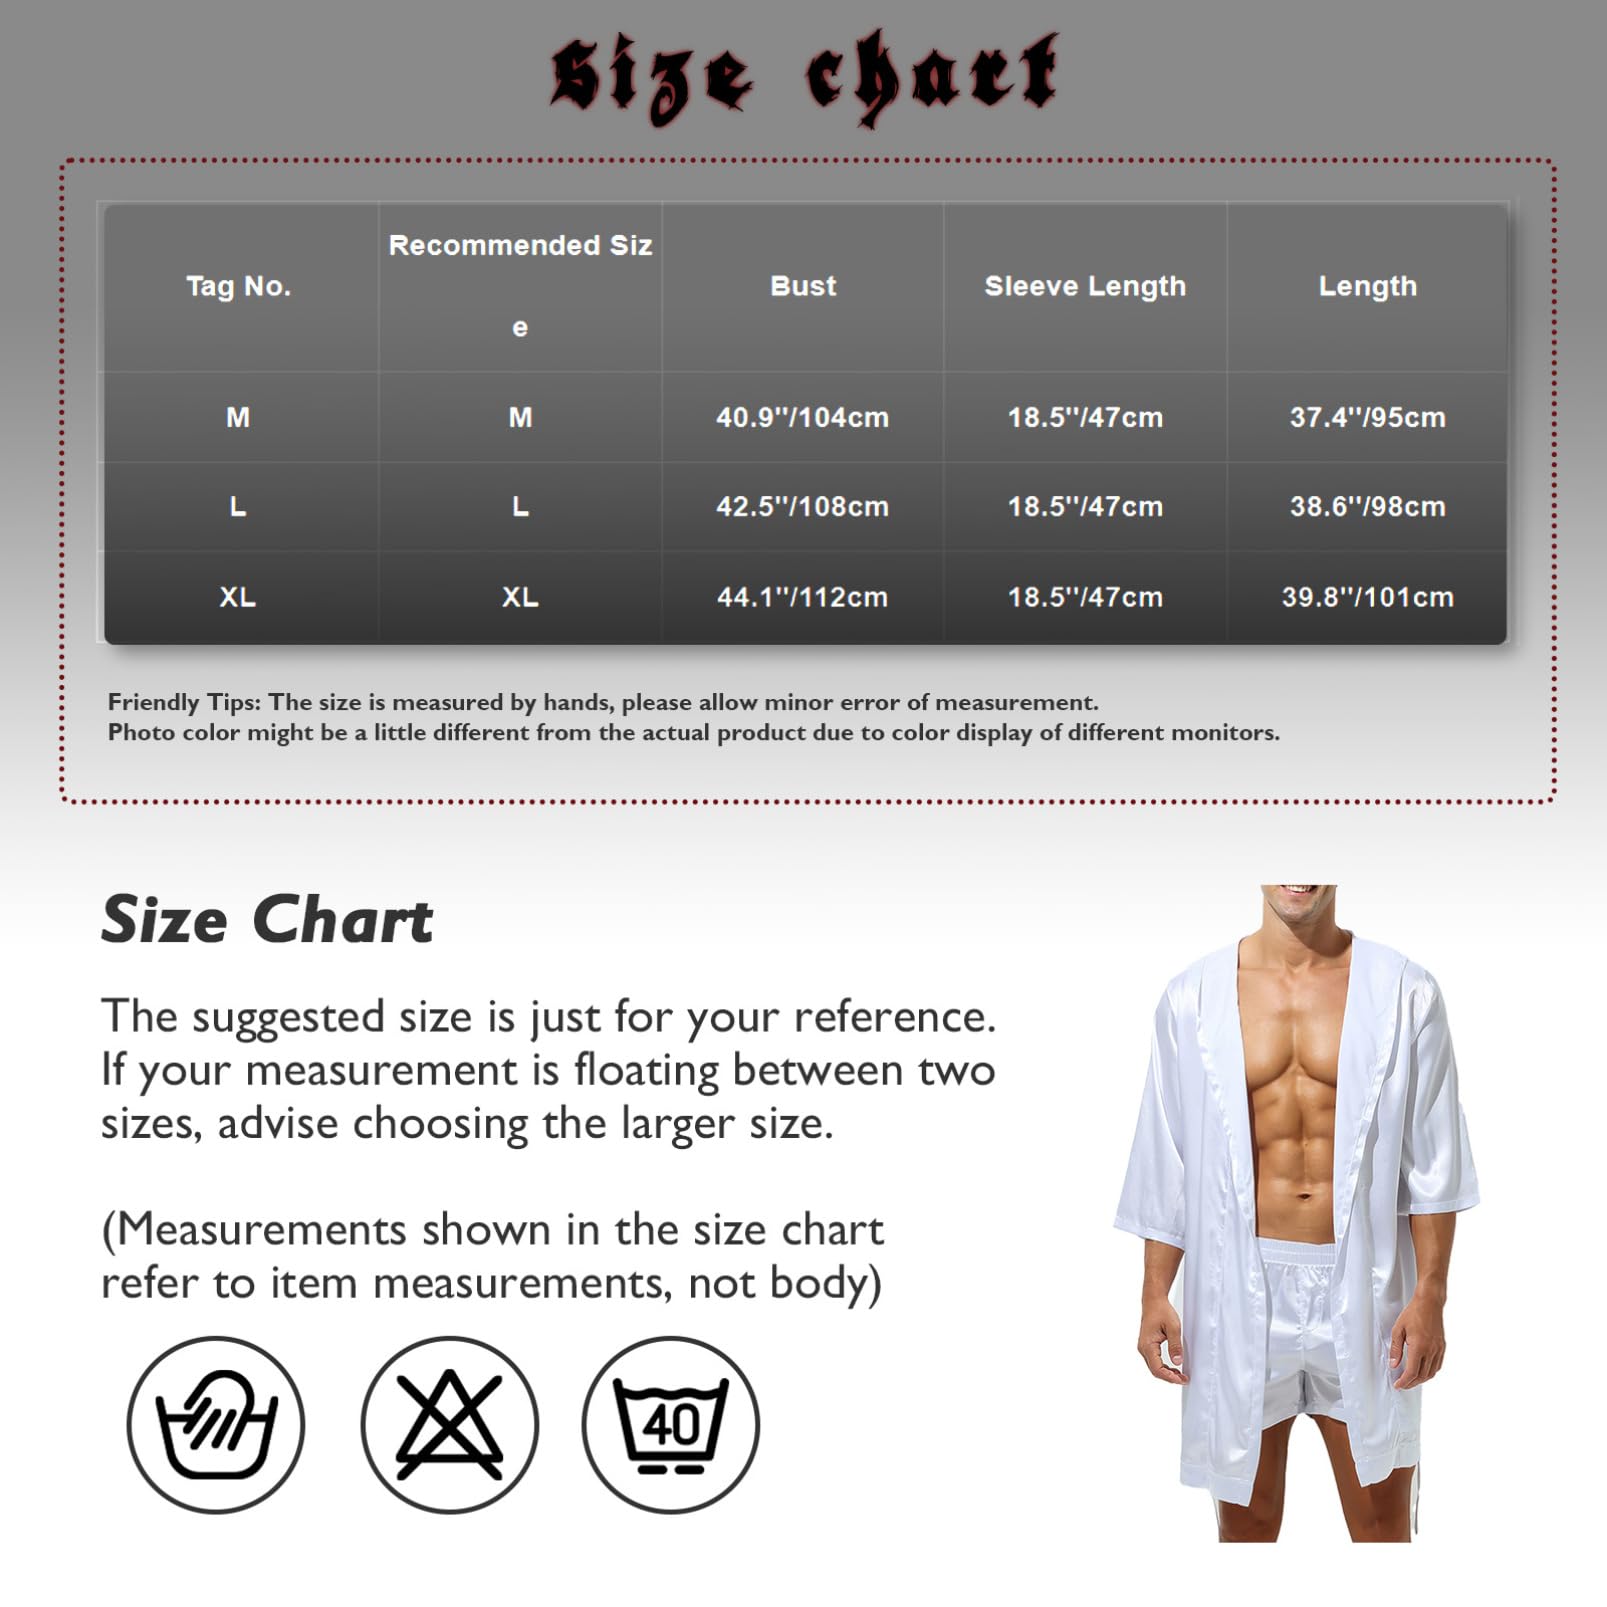 size chart
Tag No. Recommended Siz Bust Sleeve Length Length
e
M M 40.9''/104cm 18.5''/47cm 37.4''/95cm
L L 42.5''/108cm 18.5''/47cm 38.6''/98cm
XL XL 44.1''/112cm 18.5''/47cm 39.8''/101cm
Friendly Tips: The size is measured by hands, please allow minor error of measurement.
Photo color might be a little different from the actual product due to color display of different monitors.
Size Chart
The suggested size is just for your reference.
If your measurement is floating between two
sizes, advise choosing the larger size.
(Measurements shown in the size chart
refer to item measurements, not body)
40